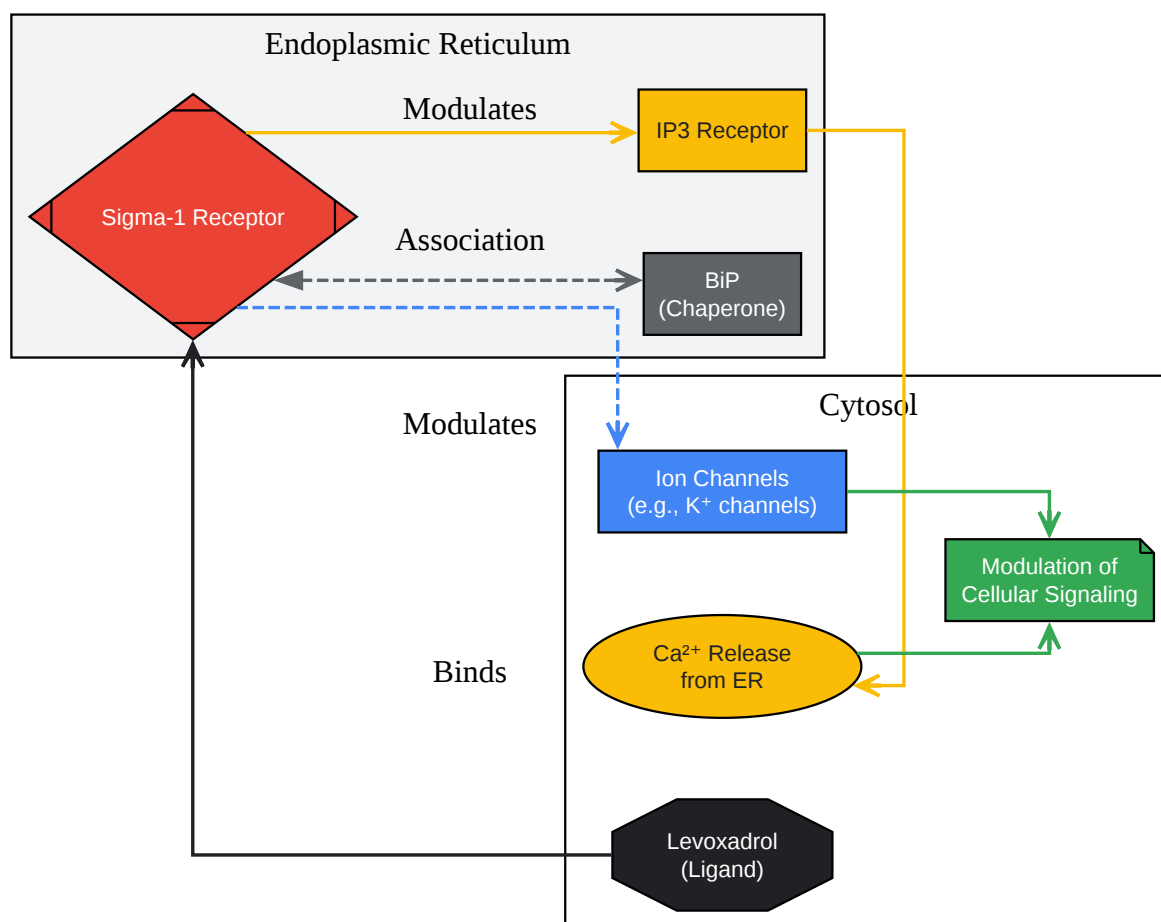 Endoplasmic Reticulum
Modulates
IP3 Receptor
Sigma-1 Receptor
Association
BiP
(Chaperone)
Cytosol
Modulates
Ion Channels
(e.g., K⁺ channels)
Modulation of
Cellular Signaling
Ca²⁺ Release
from ER
Binds
Levoxadrol
(Ligand)